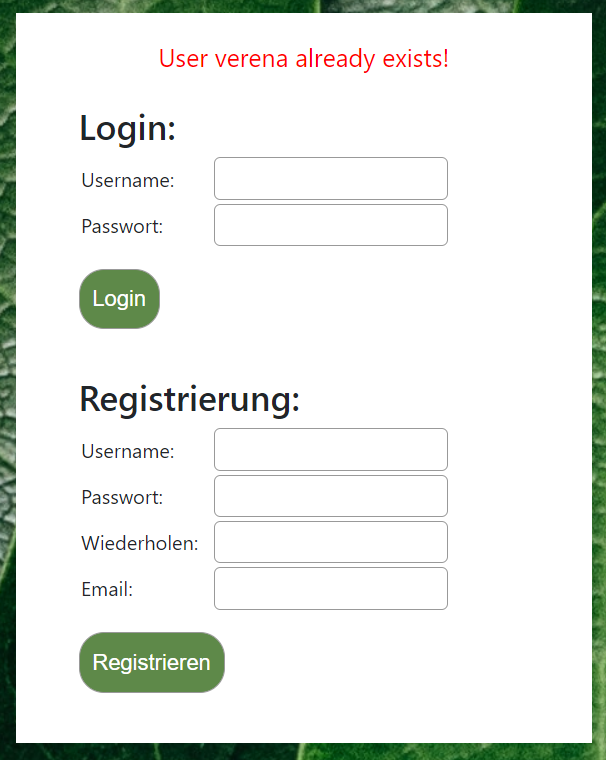 User verena already exists!
Login:
Username:
Passwort:
Login
Registrierung:
Username:
Passwort:
Wiederholen:
Email:
Registrieren